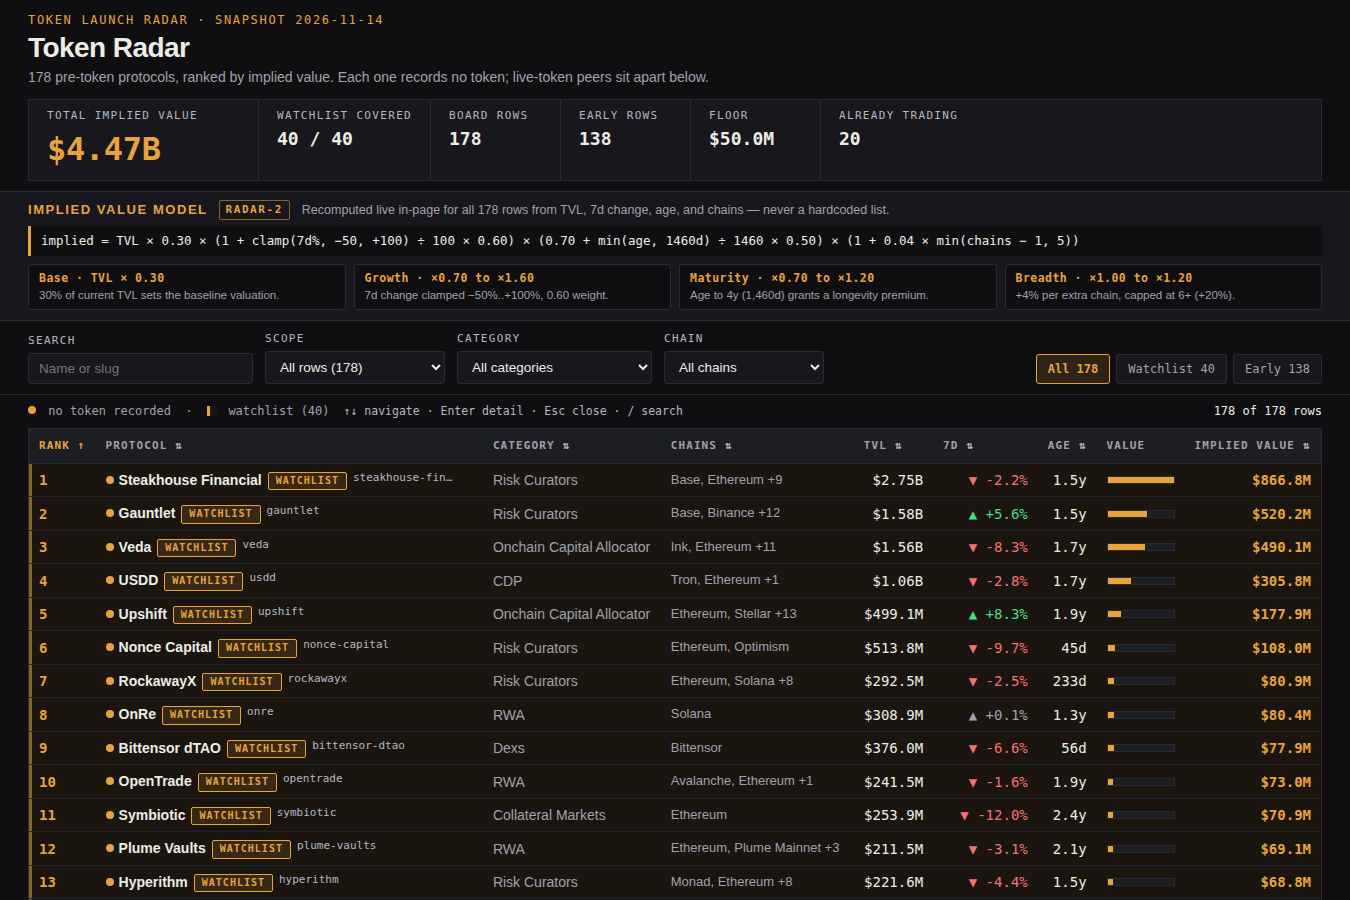 TOKEN LAUNCH RADAR · SNAPSHOT 2026-11-14
Token Radar
178 pre-token protocols, ranked by implied value. Each one records no token; live-token peers sit apart below.
TOTAL IMPLIED VALUE WATCHLIST COVERED BOARD ROWS EARLY ROWS FLOOR ALREADY TRADING
$4.47B 40 / 40 178 138 $50.0M 20
IMPLIED VALUE MODEL RADAR-2 Recomputed live in-page for all 178 rows from TVL, 7d change, age, and chains — never a hardcoded list.
implied = TVL × 0.30 × (1 + clamp(7d%, −50, +100) ÷ 100 × 0.60) × (0.70 + min(age, 1460d) ÷ 1460 × 0.50) × (1 + 0.04 × min(chains − 1, 5))
Base · TVL × 0.30 Growth · ×0.70 to ×1.60 Maturity · ×0.70 to ×1.20 Breadth · ×1.00 to ×1.20
30% of current TVL sets the base valuation. 7d change clamped −50%..+100%, 0.60 weight. Age to 4y (1,460d) grants a longevity premium. +4% per extra chain, capped at 6+ (+20%).
SEARCH SCOPE CATEGORY CHAIN
Name or slug All rows (178) All categories All chains All 178 Watchlist 40 Early 138
no token recorded · watchlist (40) ↑↓ navigate · Enter detail · Esc close · / search 178 of 178 rows
RANK ↑ PROTOCOL ⇅ CATEGORY ⇅ CHAINS ⇅ TVL ⇅ 7D ⇅ AGE ⇅ VALUE IMPLIED VALUE ⇅
1 Steakhouse Financial WATCHLIST steakhouse-fin… Risk Curators Base, Ethereum +9 $2.75B ▼ -2.2% 1.5y $866.8M
2 Gauntlet WATCHLIST gauntlet Risk Curators Base, Binance +12 $1.58B ▲ +5.6% 1.5y $520.2M
3 Veda WATCHLIST veda Onchain Capital Allocator Ink, Ethereum +11 $1.56B ▼ -8.3% 1.7y $490.1M
4 USDD WATCHLIST usdd CDP Tron, Ethereum +1 $1.06B ▼ -2.8% 1.7y $305.8M
5 Upshift WATCHLIST upshift Onchain Capital Allocator Ethereum, Stellar +13 $499.1M ▲ +8.3% 1.9y $177.9M
6 Nonce Capital WATCHLIST nonce-capital Risk Curators Ethereum, Optimism $513.8M ▼ -9.7% 45d $108.0M
7 RockawayX WATCHLIST rockawayx Risk Curators Ethereum, Solana +8 $292.5M ▼ -2.5% 233d $80.9M
8 OnRe WATCHLIST onre RWA Solana $308.9M ▲ +0.1% 1.3y $80.4M
9 Bittensor dTAO WATCHLIST bittensor-dtao Dexs Bittensor $376.0M ▼ -6.6% 56d $77.9M
10 OpenTrade WATCHLIST opentrade RWA Avalanche, Ethereum +1 $241.5M ▼ -1.6% 1.9y $73.0M
11 Symbiotic WATCHLIST symbiotic Collateral Markets Ethereum $253.9M ▼ -12.0% 2.4y $70.9M
12 Plume Vaults WATCHLIST plume-vaults RWA Ethereum, Plume Mainnet +3 $211.5M ▼ -3.1% 2.1y $69.1M
13 Hyperithm WATCHLIST hyperithm Risk Curators Monad, Ethereum +8 $221.6M ▼ -4.4% 1.5y $68.8M